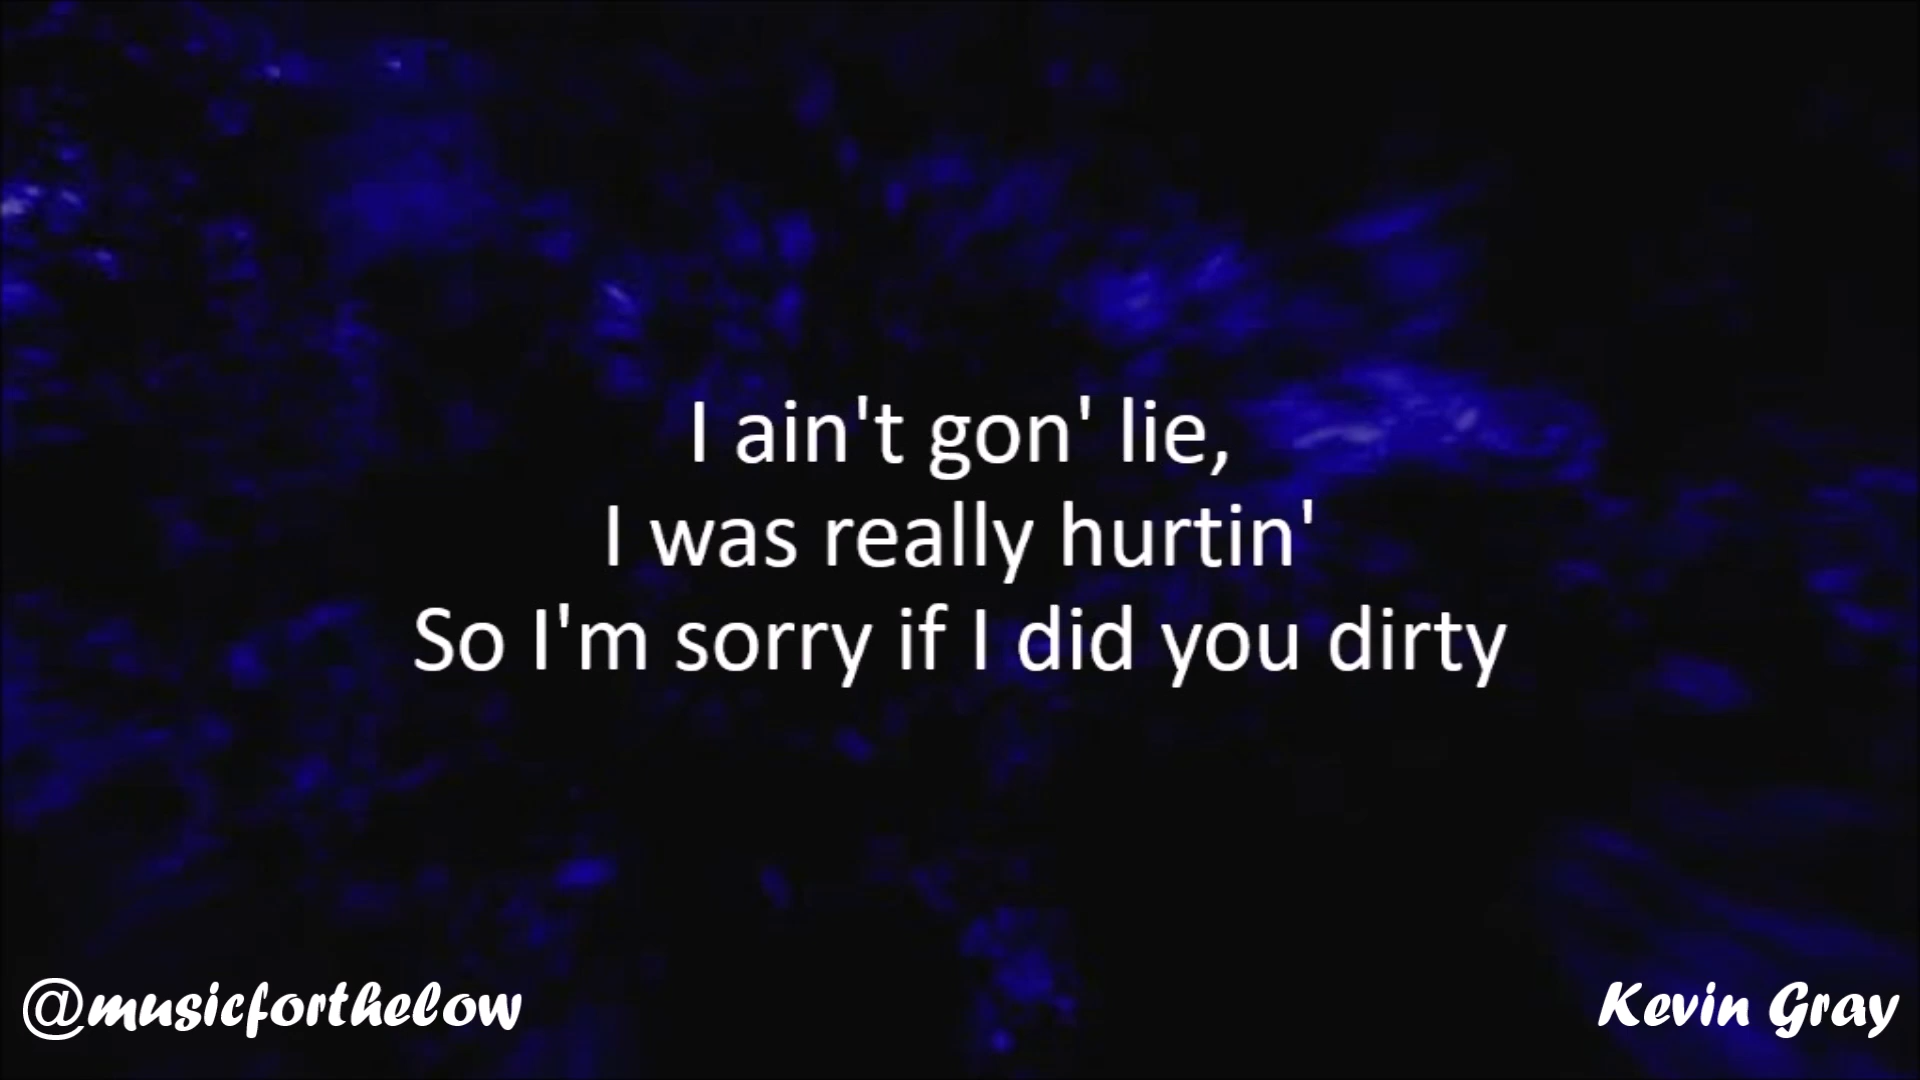 I ain't gon' lie,
I was really hurtin'
So I'm sorry if I did you dirty
@musicforthelow
Kevin Gray